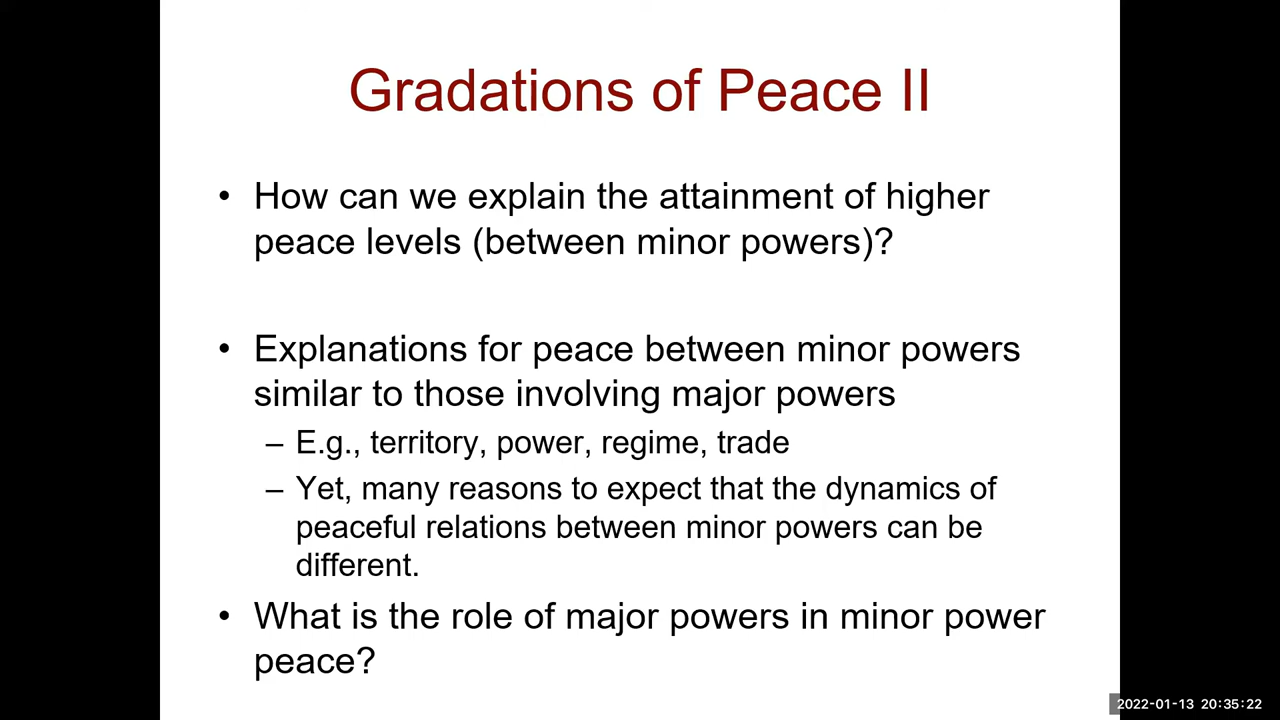 Gradations of Peace II
• How can we explain the attainment of higher
peace levels (between minor powers)?
• Explanations for peace between minor powers
similar to those involving major powers
– E.g., territory, power, regime, trade
– Yet, many reasons to expect that the dynamics of
peaceful relations between minor powers can be
different.
• What is the role of major powers in minor power
peace?
2022-01-13 20:35:22